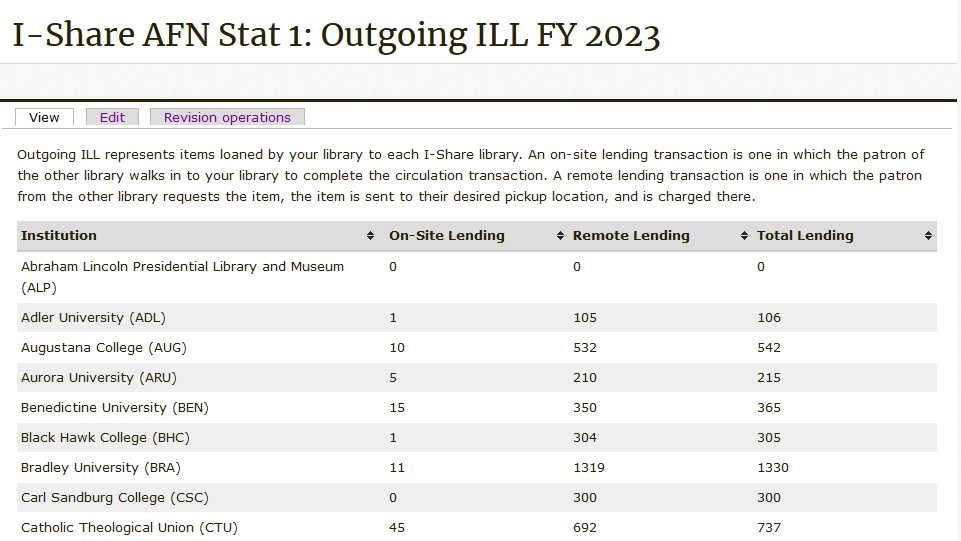 I-Share AFN Stat 1: Outgoing ILL FY 2023
View Edit Revision operations
Outgoing ILL represents items loaned by your library to each I-Share library. An on-site lending transaction is one in which the patron of
the other library walks in to your library to complete the circulation transaction. A remote lending transaction is one in which the patron
from the other library requests the item, the item is sent to their desired pickup location, and is charged there.
Institution On-Site Lending Remote Lending Total Lending
Abraham Lincoln Presidential Library and Museum 0 0 0
(ALP)
Adler University (ADL) 1 105 106
Augustana College (AUG) 10 532 542
Aurora University (ARU) 5 210 215
Benedictine University (BEN) 15 350 365
Black Hawk College (BHC) 1 304 305
Bradley University (BRA) 11 1319 1330
Carl Sandburg College (CSC) 0 300 300
Catholic Theological Union (CTU) 45 692 737